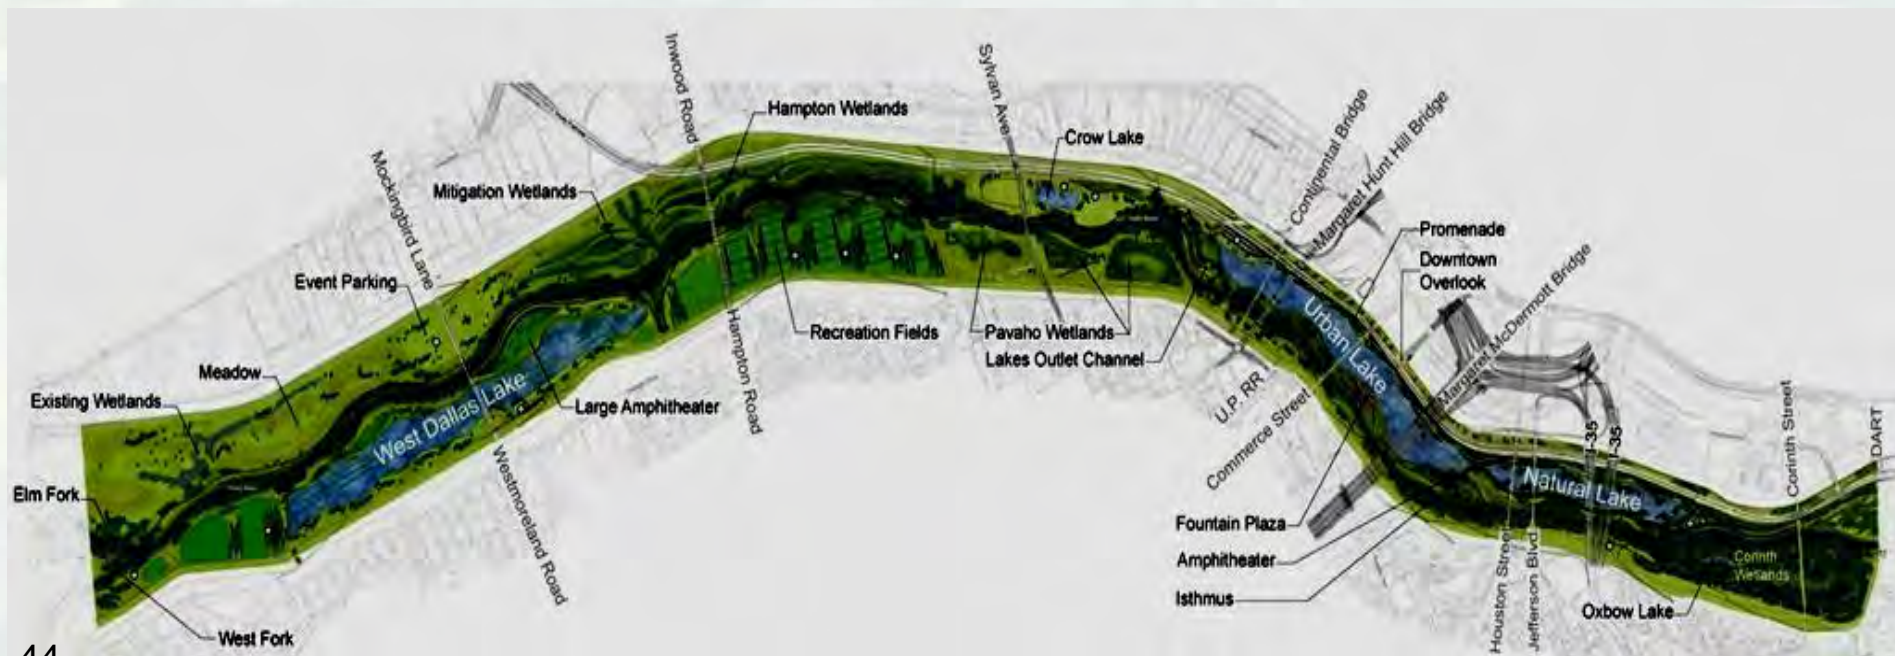 Inwood Road
Sylvan Ave.
Hampton Wetlands
Crow Lake
Continental Bridge
Margaret Hunt Hill Bridge
Mockingbird Lane
Mitigation Wetlands
Promenade
Downtown
Overlook
Event Parking
Margaret McDermott Bridge
Urban Lake
Recreation Fields
Pavaho Wetlands
Lakes Outlet Channel
Hampton Road
Meadow
Existing Wetlands
West Dallas Lake
Large Amphitheater
U.P. RR
Commerce Street
I-35
I-35
Corinth Street
DART
Westmoreland Road
Elm Fork
Natural Lake
Fountain Plaza
Amphitheater
Isthmus
Houston Street
Jefferson Blvd.
Corinth
Wetlands
Oxbow Lake
West Fork
44